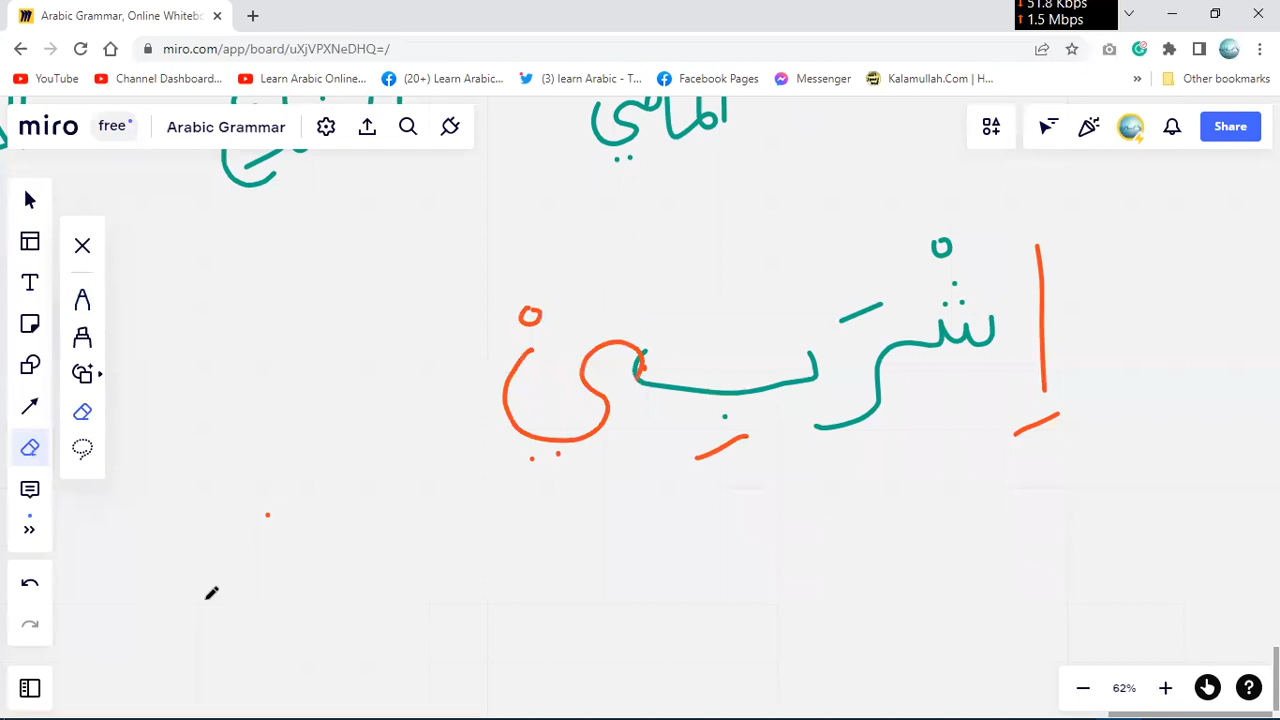 Arabic Grammar, Online Whitebo
51.8 Kbps
1.5 Mbps
miro.com/app/board/uXjVPXNeDHQ=/
YouTube Channel Dashboard... Learn Arabic Online... (20+) Learn Arabic... (3) learn Arabic - T... Facebook Pages Messenger Kalamullah.Com | H... » Other bookmarks
miro free Arabic Grammar Share
الماضي
اِشْرَبِيْ
62%